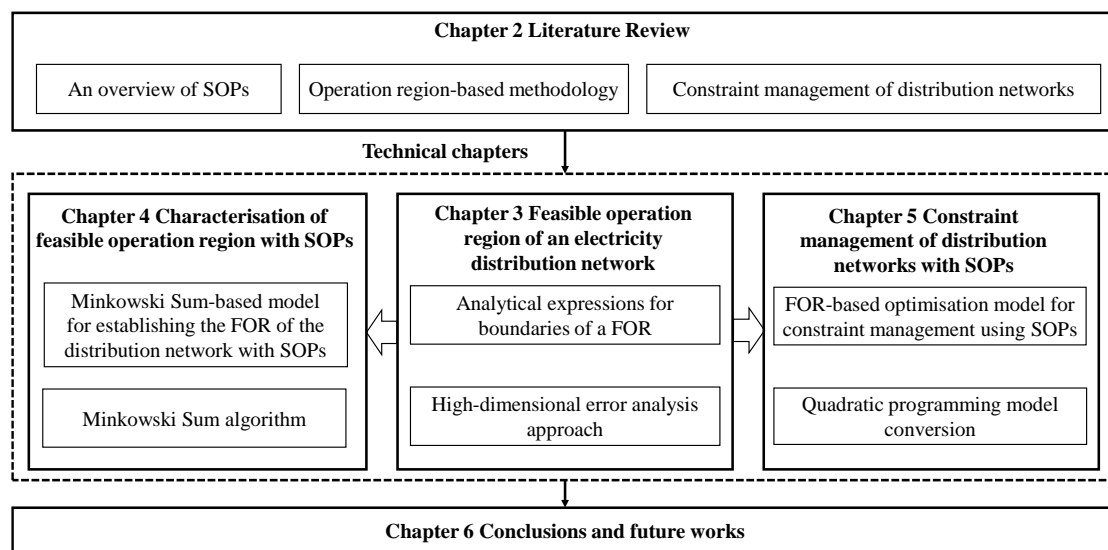 Chapter 2 Literature Review
An overview of SOPs
Operation region-based methodology
Constraint management of distribution networks
Technical chapters
Chapter 4 Characterisation of
feasible operation region with SOPs
Minkowski Sum-based model
for establishing the FOR of the
distribution network with SOPs
Minkowski Sum algorithm
Chapter 3 Feasible operation
region of an electricity
distribution network
Analytical expressions for
boundaries of a FOR
High-dimensional error analysis
approach
Chapter 5 Constraint
management of distribution
networks with SOPs
FOR-based optimisation model for
constraint management using SOPs
Quadratic programming model
conversion
Chapter 6 Conclusions and future works